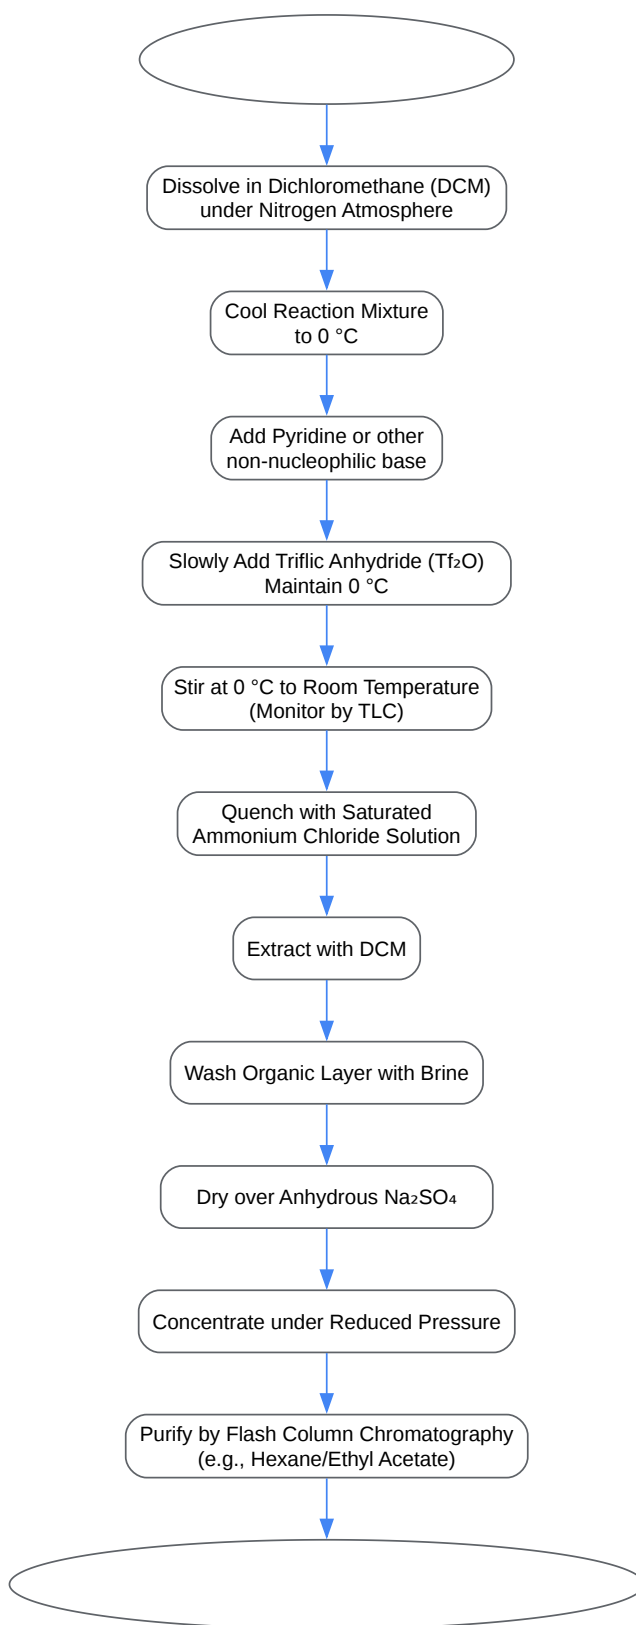 Dissolve in Dichloromethane (DCM)
under Nitrogen Atmosphere
Cool Reaction Mixture
to 0 °C
Add Pyridine or other
non-nucleophilic base
Slowly Add Triflic Anhydride (Tf₂O)
Maintain 0 °C
Stir at 0 °C to Room Temperature
(Monitor by TLC)
Quench with Saturated
Ammonium Chloride Solution
Extract with DCM
Wash Organic Layer with Brine
Dry over Anhydrous Na₂SO₄
Concentrate under Reduced Pressure
Purify by Flash Column Chromatography
(e.g., Hexane/Ethyl Acetate)